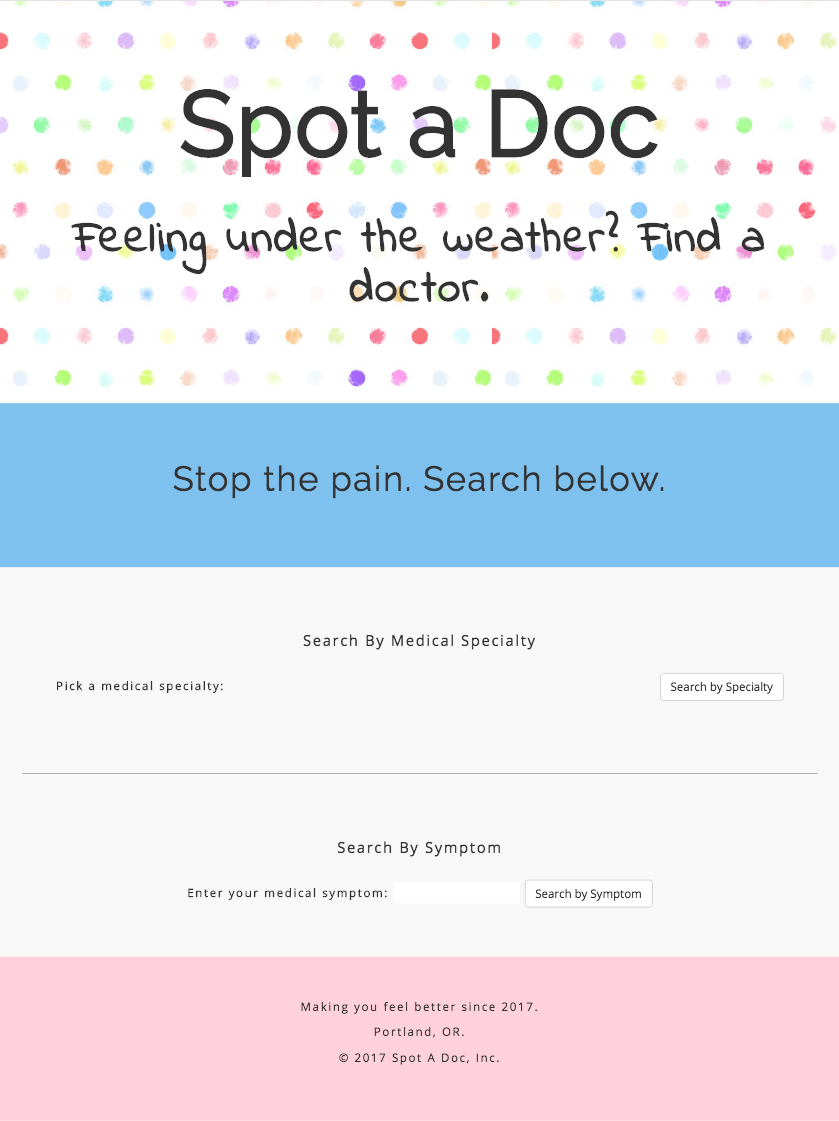 Spot a Doc
Feeling under the weather? Find a
doctor.
Stop the pain. Search below.
Search By Medical Specialty
Pick a medical specialty: Search by Specialty
Search By Symptom
Enter your medical symptom: Search by Symptom
Making you feel better since 2017.
Portland, OR.
© 2017 Spot A Doc, Inc.